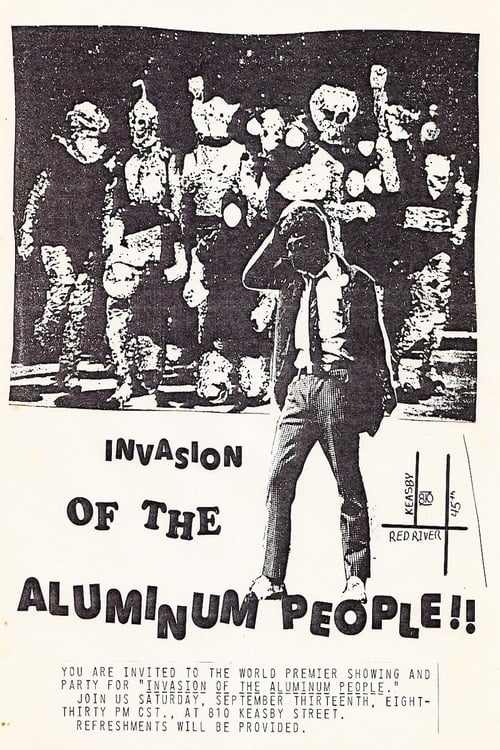 INVASION
OF THE
ALUMINUM PEOPLE!!
KEASBY
810
45th
RED RIVER
YOU ARE INVITED TO THE WORLD PREMIER SHOWING AND
PARTY FOR "INVASION OF THE ALUMINUM PEOPLE."
JOIN US SATURDAY, SEPTEMBER THIRTEENTH, EIGHT-
THIRTY PM CST., AT 810 KEASBY STREET.
REFRESHMENTS WILL BE PROVIDED.